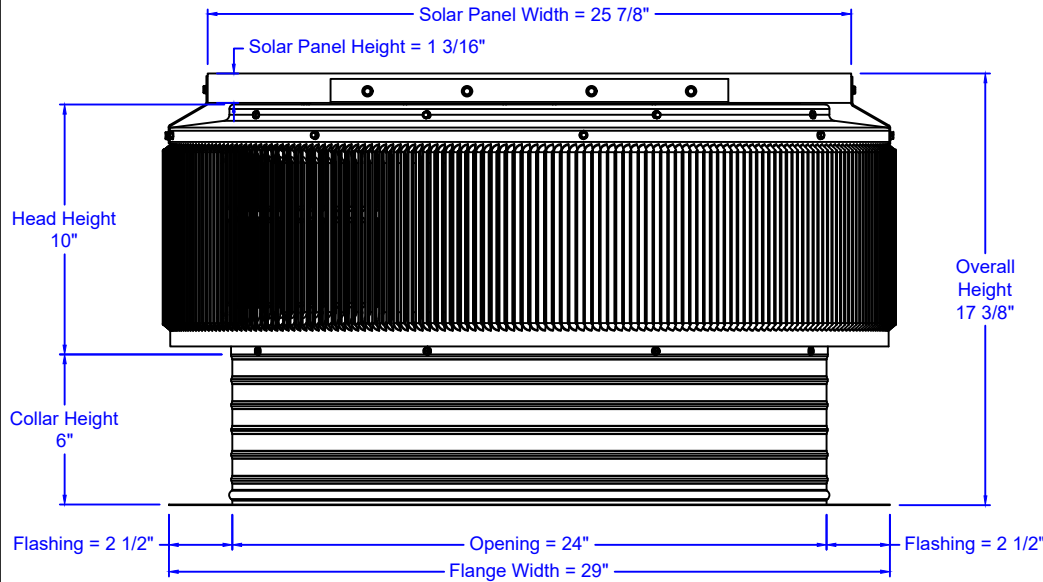 Solar Panel Width = 25 7/8"
Solar Panel Height = 1 3/16"
Head Height
10"
Overall
Height
17 3/8"
Collar Height
6"
Flashing = 2 1/2"
Opening = 24"
Flashing = 2 1/2"
Flange Width = 29"